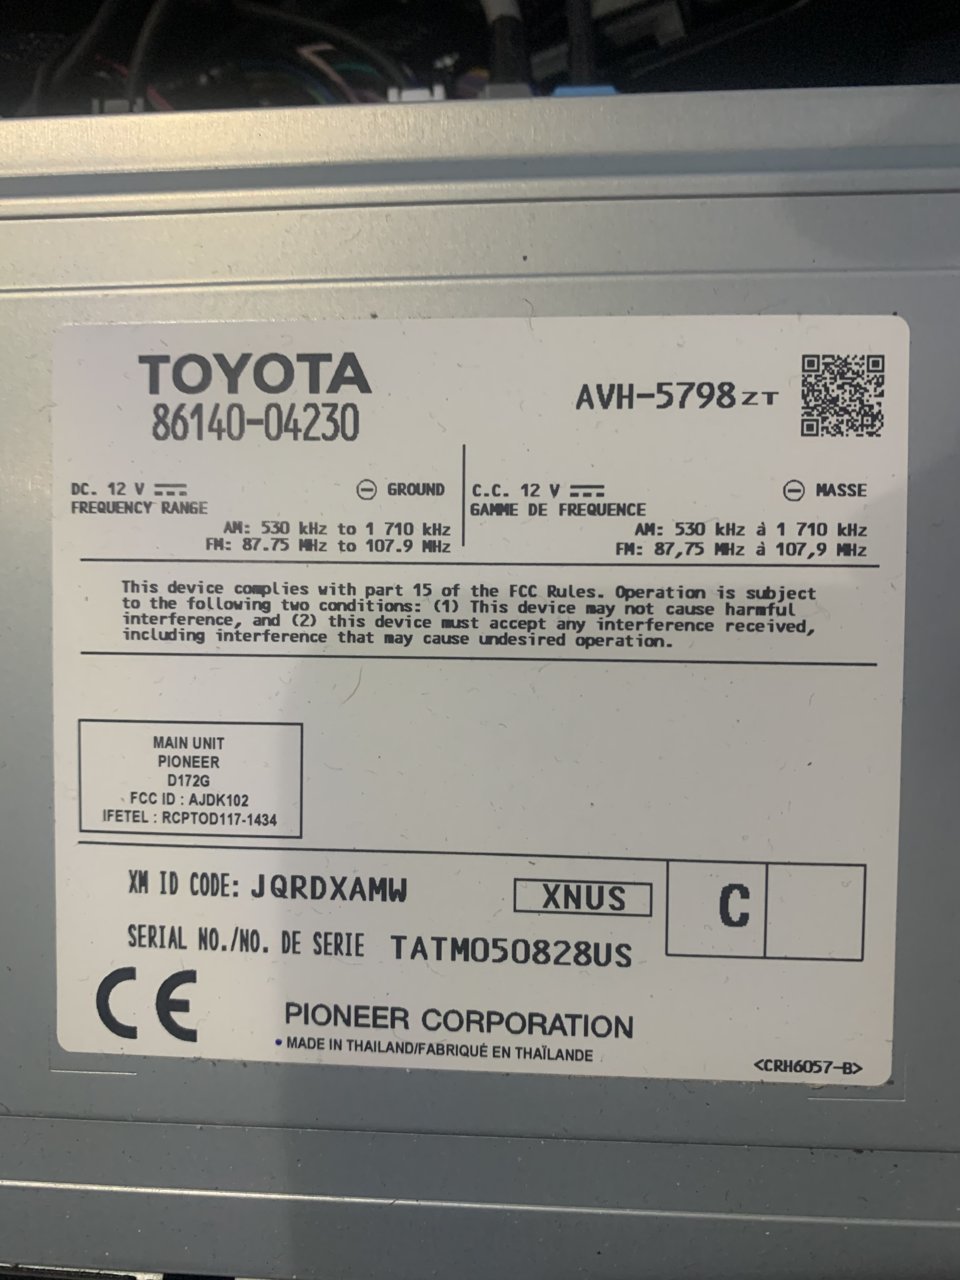 TOYOTA
86140-04230
AVH-5798ZT
DC. 12 V
GROUND
FREQUENCY RANGE
AM: 530 kHz to 1 710 kHz
FM: 87.75 MHz to 107.9 MHz
C.C. 12 V
MASSE
GAMME DE FREQUENCE
AM: 530 kHz à 1 710 kHz
FM: 87,75 MHz à 107,9 MHz
This device complies with part 15 of the FCC Rules. Operation is subject
to the following two conditions: (1) This device may not cause harmful
interference, and (2) this device must accept any interference received,
including interference that may cause undesired operation.
MAIN UNIT
PIONEER
D172G
FCC ID : AJDK102
IFETEL : RCPTOD117-1434
XM ID CODE: JQRDXAMW
XNUS
C
SERIAL NO./NO. DE SERIE TATM050828US
CE
PIONEER CORPORATION
• MADE IN THAILAND/FABRIQUÉ EN THAÏLANDE
<CRH6057-B>